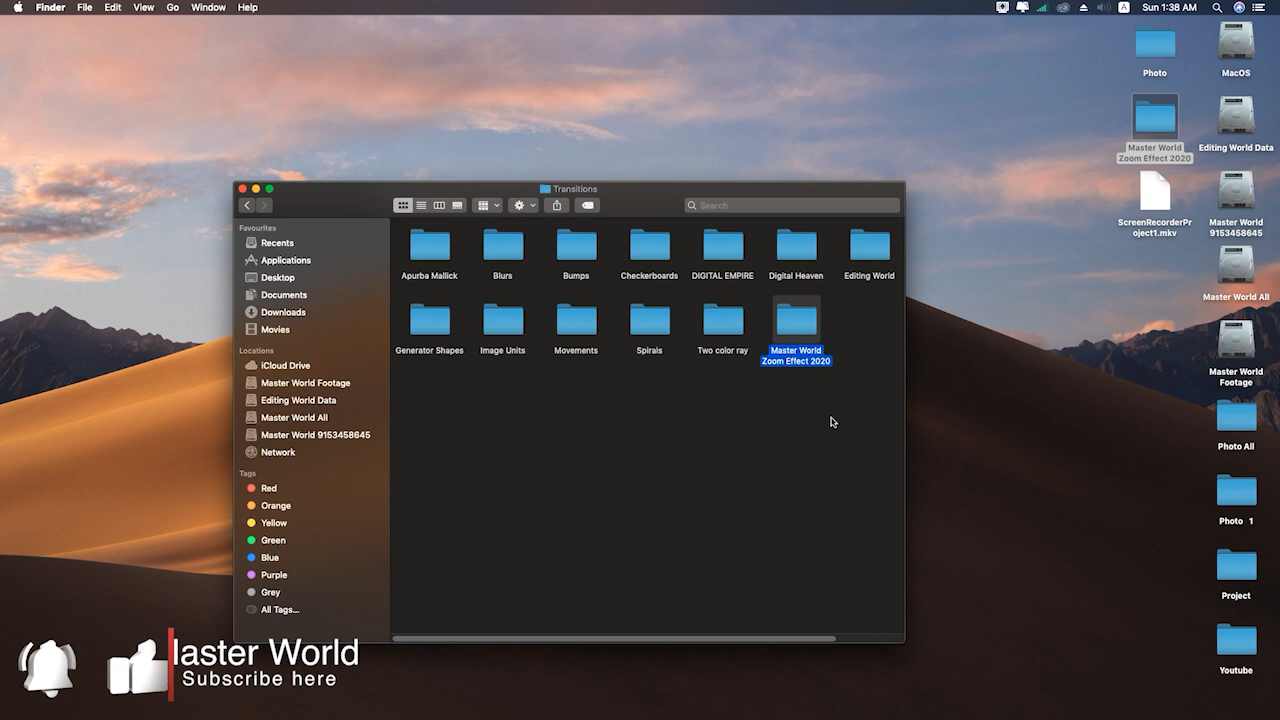 Finder File Edit View Go Window Help
A Sun 1:38 AM
Photo
MacOS
Master World
Zoom Effect 2020
Editing World Data
ScreenRecorderPr
oject1.mkv
Master World
9153458645
Master World All
Master World
Footage
Photo All
Photo 1
Project
Youtube
Transitions
Search
Favourites
Recents
Applications
Desktop
Documents
Downloads
Movies
Locations
iCloud Drive
Master World Footage
Editing World Data
Master World All
Master World 9153458645
Network
Tags
Red
Orange
Yellow
Green
Blue
Purple
Grey
All Tags...
Apurba Mallick Blurs Bumps Checkerboards DIGITAL EMPIRE Digital Heaven Editing World
Generator Shapes Image Units Movements Spirals Two color ray Master World
Zoom Effect 2020
laster World
Subscribe here